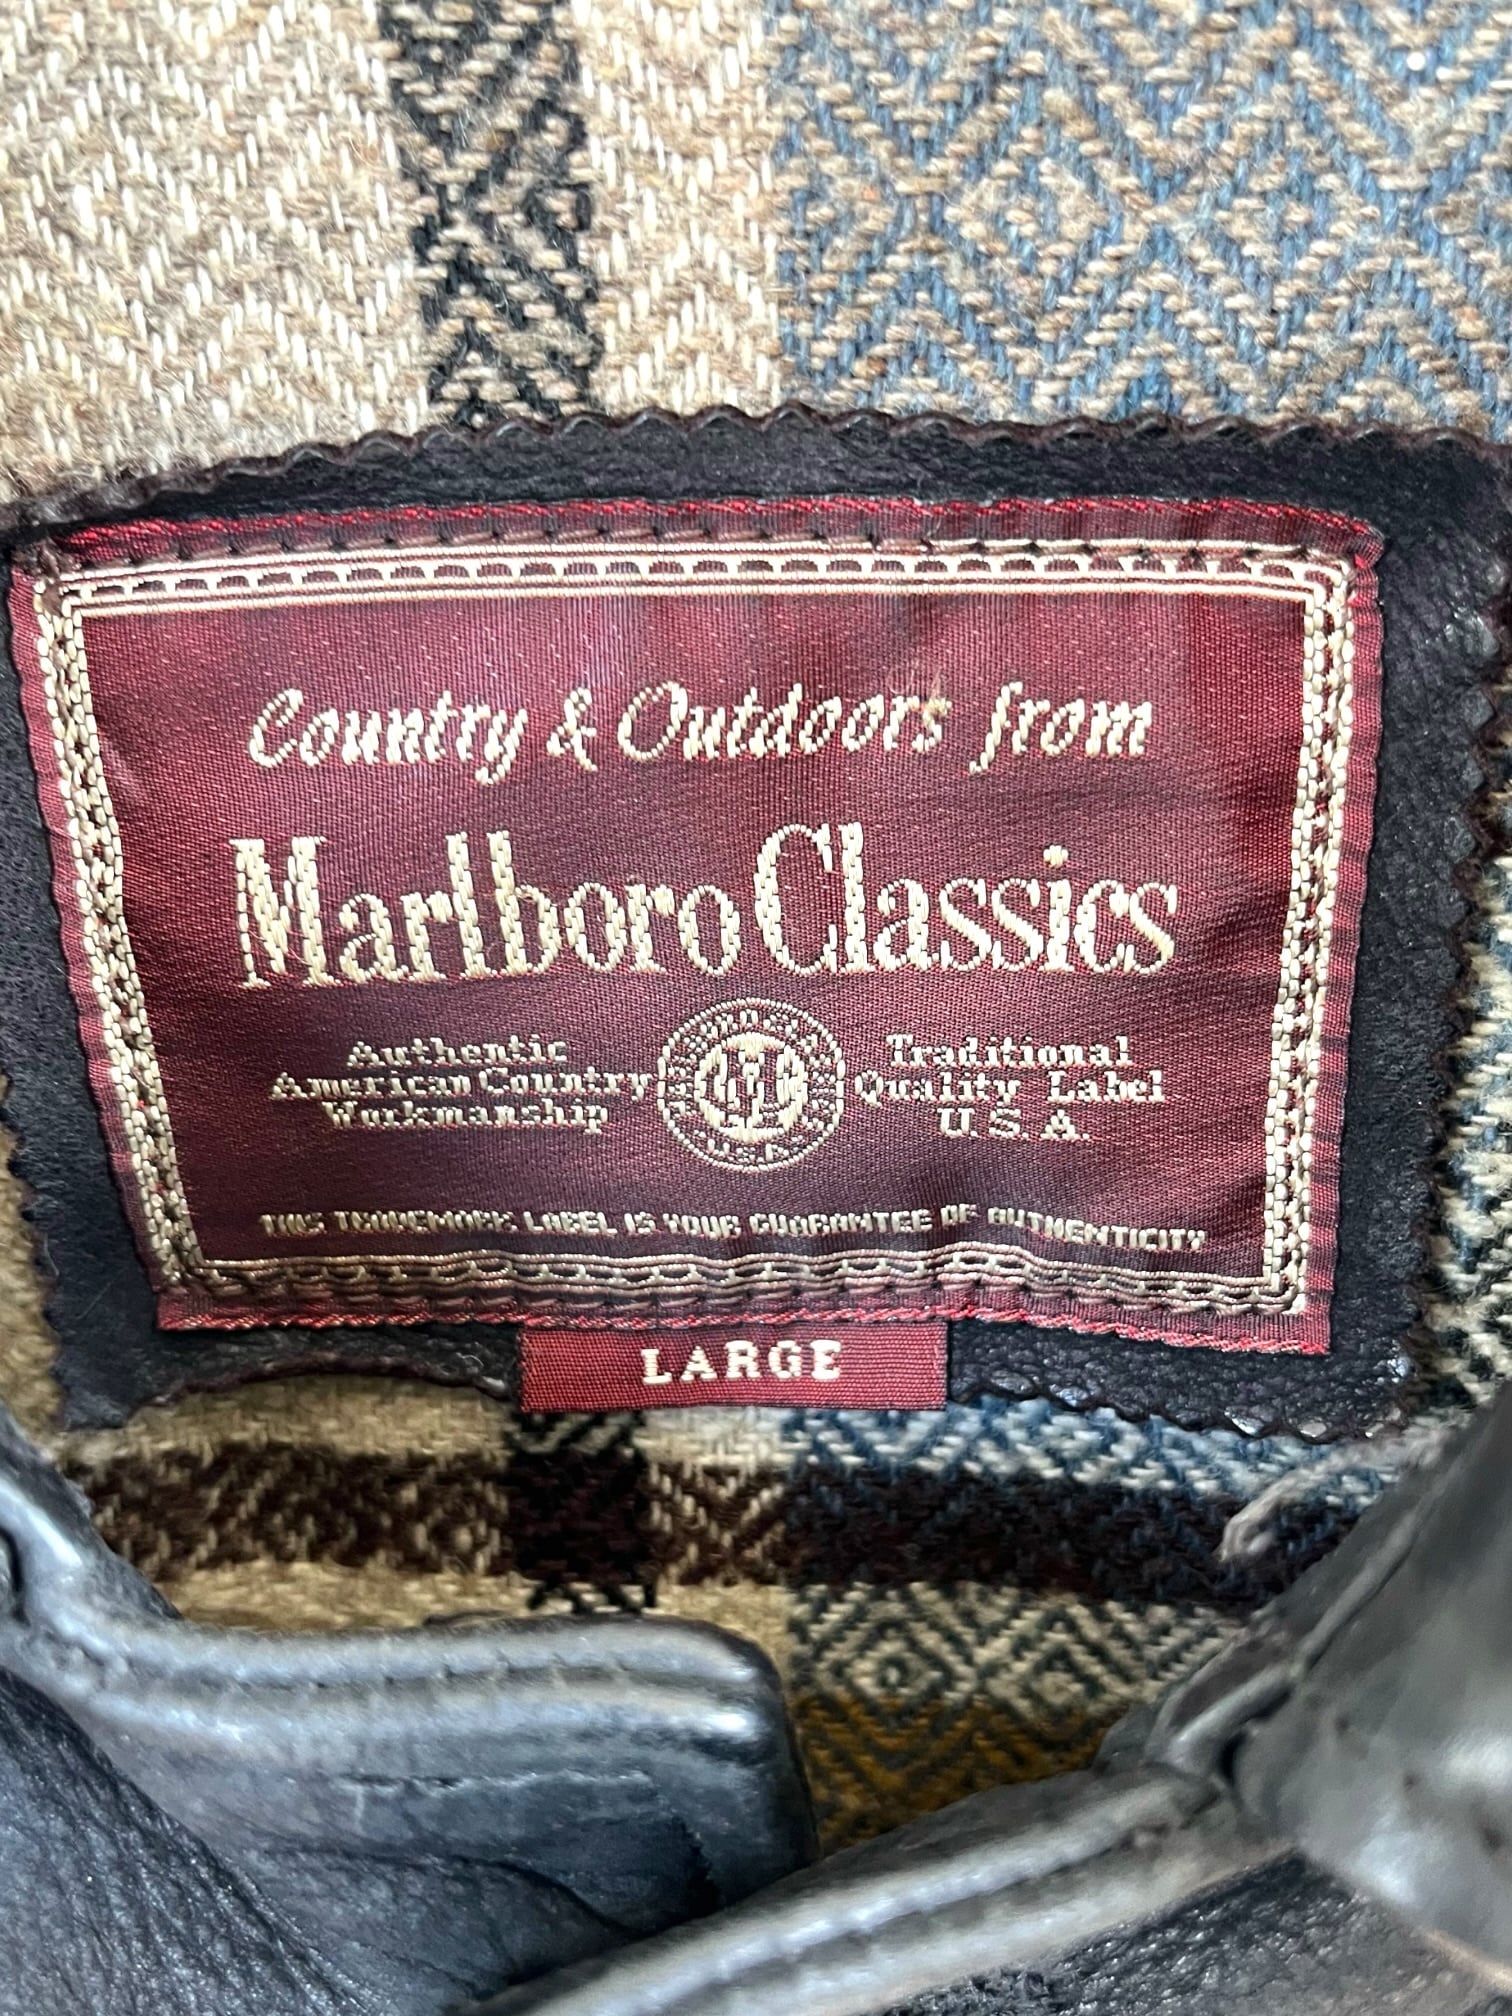 Country & Outdoors from
Marlboro Classics
Authentic
American Country
Workmanship
Traditional
Quality Label
U.S.A.
THIS TRADEMARK LABEL IS YOUR GUARANTEE OF AUTHENTICITY
LARGE